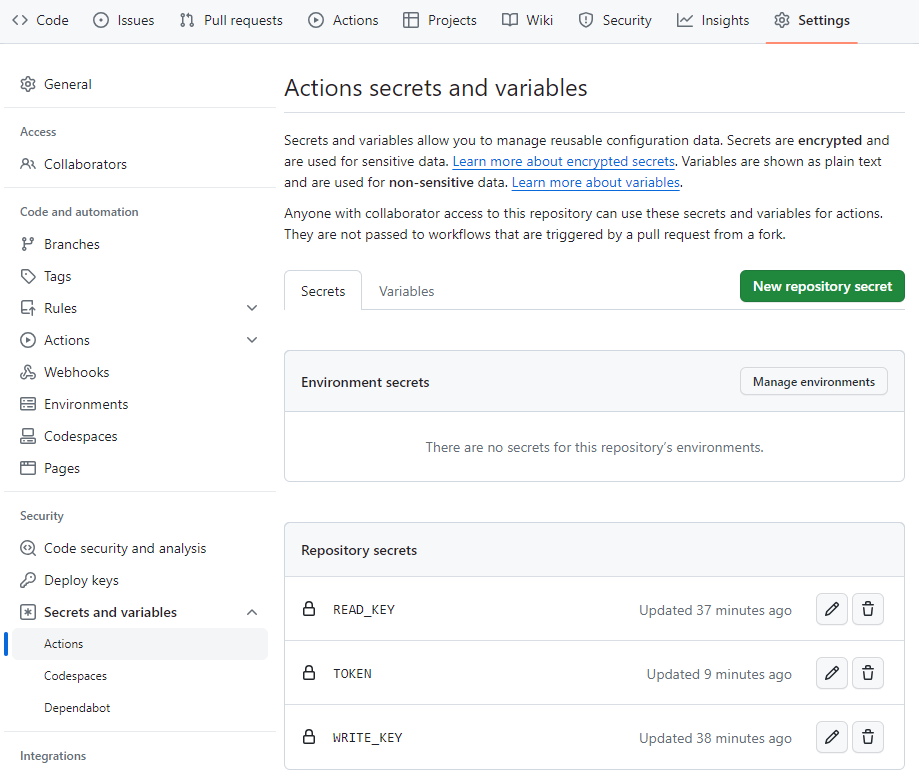 Code Issues Pull requests Actions Projects Wiki Security Insights Settings
General
Access
Collaborators
Code and automation
Branches
Tags
Rules
Actions
Webhooks
Environments
Codespaces
Pages
Security
Code security and analysis
Deploy keys
Secrets and variables
Actions
Codespaces
Dependabot
Integrations
Actions secrets and variables
Secrets and variables allow you to manage reusable configuration data. Secrets are encrypted and
are used for sensitive data. Learn more about encrypted secrets. Variables are shown as plain text
and are used for non-sensitive data. Learn more about variables.
Anyone with collaborator access to this repository can use these secrets and variables for actions.
They are not passed to workflows that are triggered by a pull request from a fork.
Secrets Variables New repository secret
Environment secrets Manage environments
There are no secrets for this repository’s environments.
Repository secrets
READ_KEY Updated 37 minutes ago
TOKEN Updated 9 minutes ago
WRITE_KEY Updated 38 minutes ago